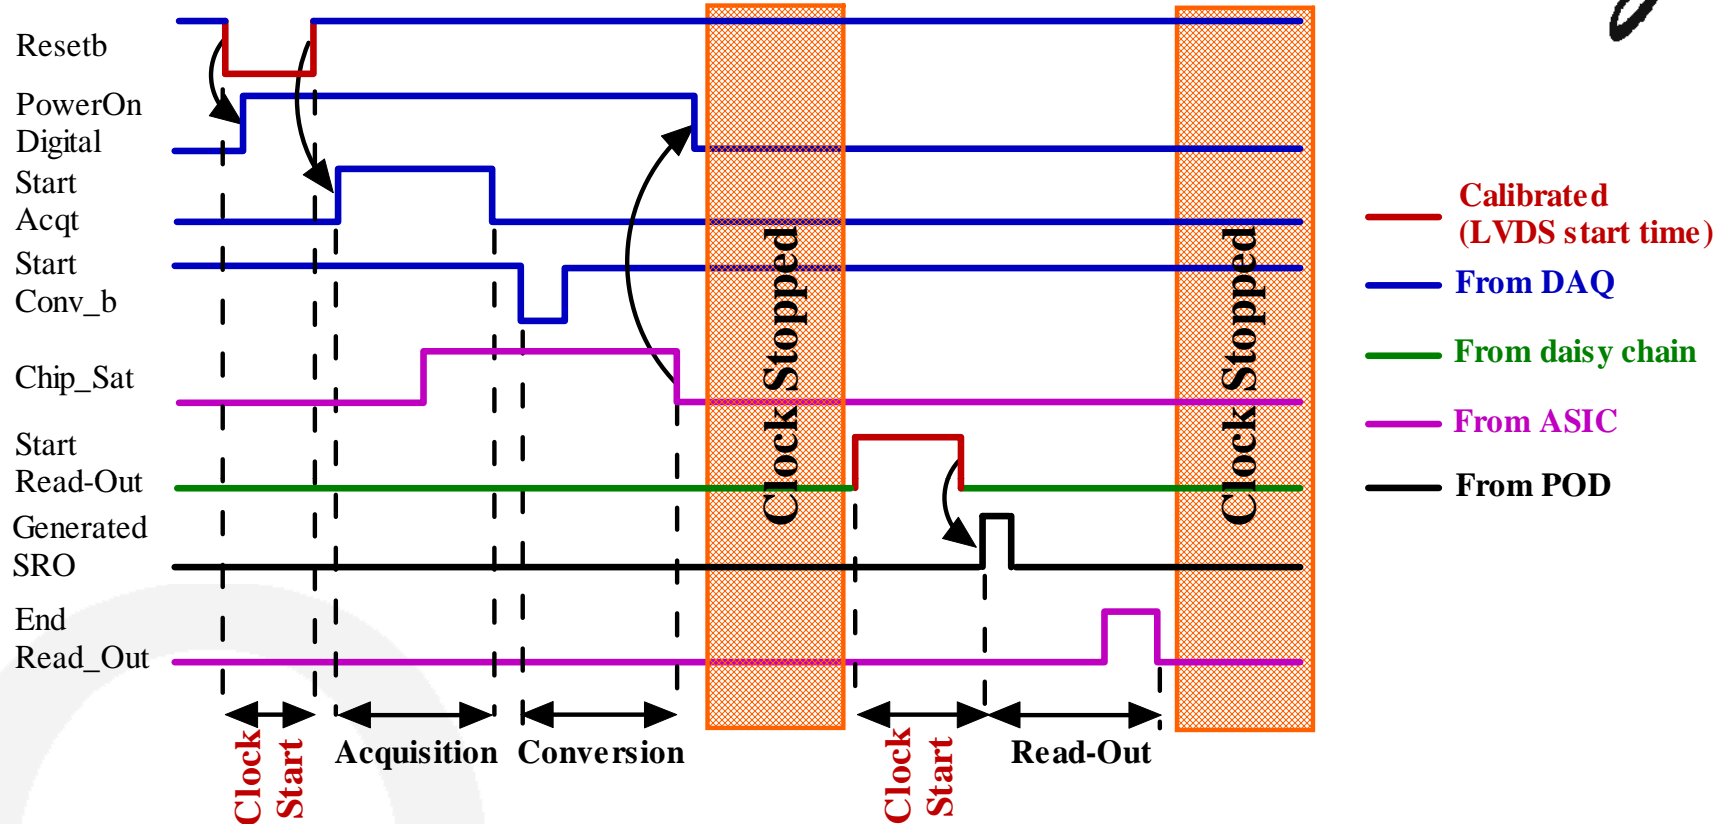 Resetb
PowerOn
Digital
Start
Acqt
Start
Conv_b
Chip_Sat
Start
Read-Out
Generated
SRO
End
Read_Out
Clock
Start
Acquisition
Conversion
Clock Stopped
Clock
Start
Read-Out
Clock Stopped
Calibrated
(LVDS start time)
From DAQ
From daisy chain
From ASIC
From POD